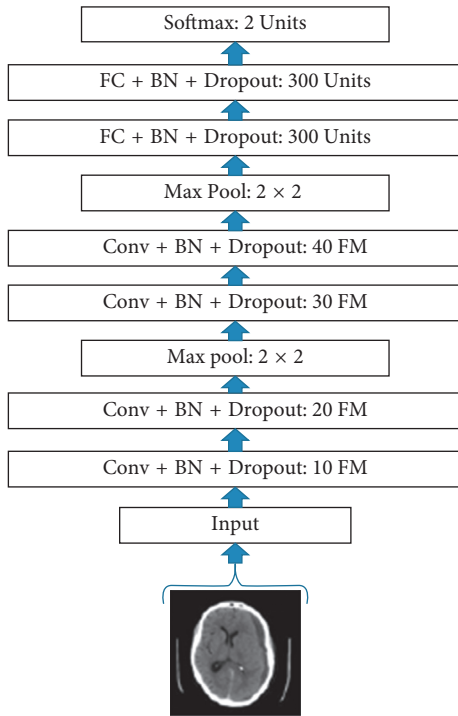 Softmax: 2 Units
FC + BN + Dropout: 300 Units
FC + BN + Dropout: 300 Units
Max Pool: 2 × 2
Conv + BN + Dropout: 40 FM
Conv + BN + Dropout: 30 FM
Max pool: 2 × 2
Conv + BN + Dropout: 20 FM
Conv + BN + Dropout: 10 FM
Input